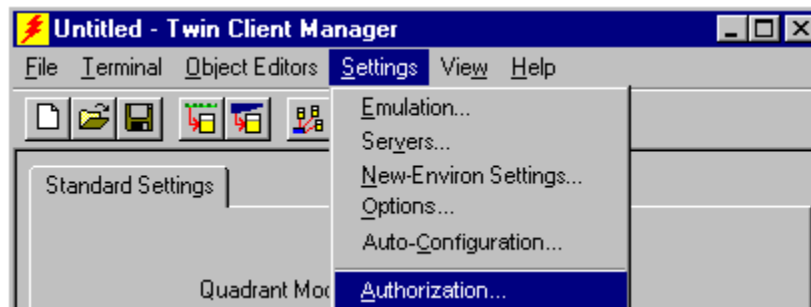 Untitled - Twin Client Manager
File Terminal Object Editors Settings View Help
Emulation...
Servers...
New-Environ Settings...
Options...
Auto-Configuration...
Authorization...
Standard Settings
Quadrant